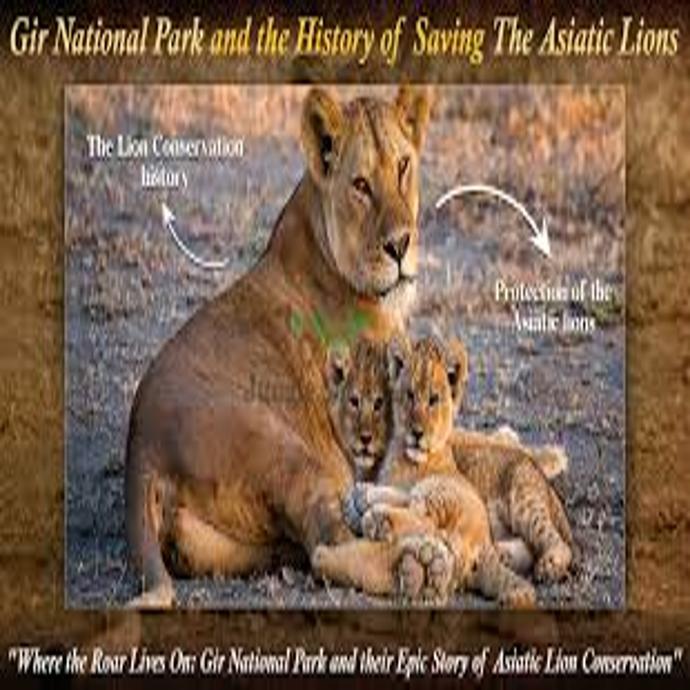 Gir National Park and the History of Saving The Asiatic Lions
The Lion Conservation
history
Protection of the
Asiatic lions
"Where the Roar Lives On: Gir National Park and their Epic Story of Asiatic Lion Conservation"